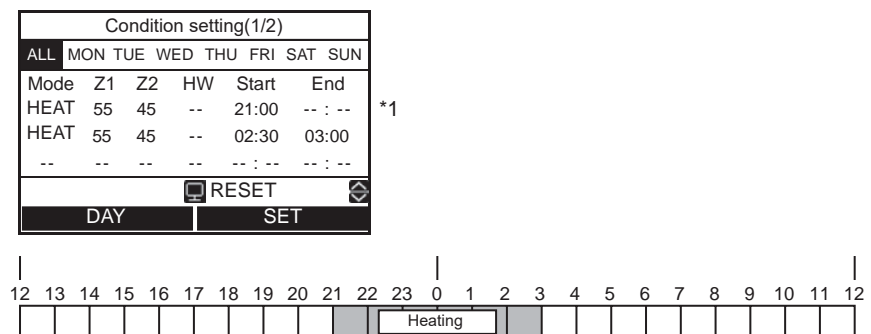 Condition setting(1/2)
ALL MON TUE WED THU FRI SAT SUN
Mode Z1 Z2 HW Start End
HEAT 55 45 -- 21:00 -- : -- *1
HEAT 55 45 -- 02:30 03:00
-- -- -- -- -- : -- -- : --
RESET
DAY SET
12 13 14 15 16 17 18 19 20 21 22 23 0 1 2 3 4 5 6 7 8 9 10 11 12
Heating